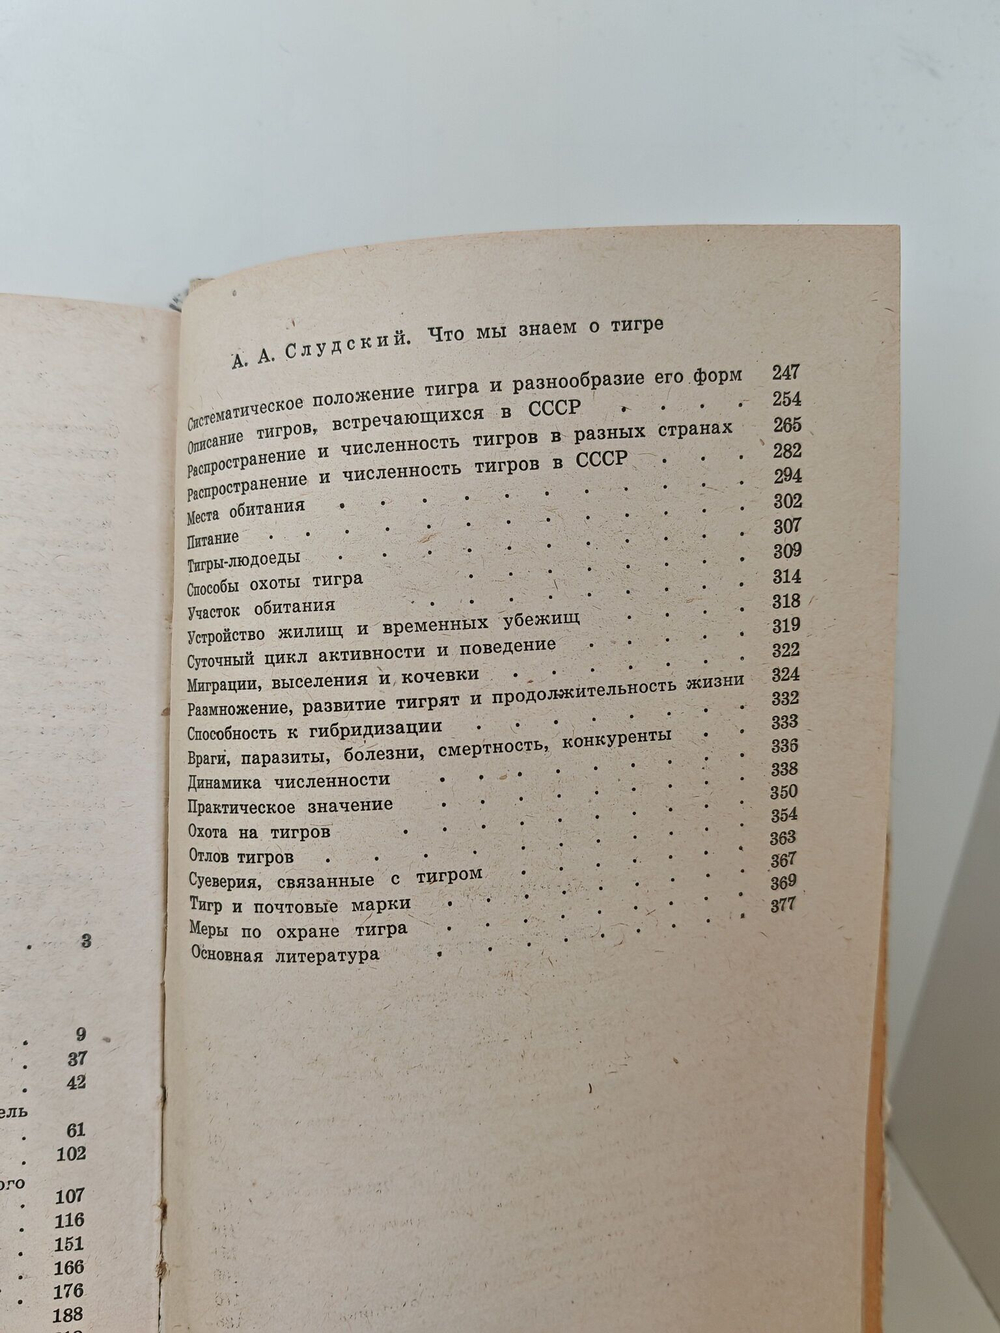 . 3
. 9
. 37
. 42
ель
. 61
. 102
ого
. 107
. 116
. 151
. 166
. 176
188
А. А. Слудский. Что мы знаем о тигре
Систематическое положение тигра и разнообразие его форм 247
Описание тигров, встречающихся в СССР . . . . 254
Распространение и численность тигров в разных странах 265
Распространение и численность тигров в СССР . . . 282
Места обитания . . . . . . . . . . . 294
Питание . . . . . . . . . . . . 302
Тигры-людоеды . . . . . . . . . . 307
Способы охоты тигра . . . . . . . . 309
Участок обитания . . . . . . . . . 314
Устройство жилищ и временных убежищ . . . . 318
Суточный цикл активности и поведение . . . . . 319
Миграции, выселения и кочевки . . . . . . . 322
Размножение, развитие тигрят и продолжительность жизни 324
Способность к гибридизации . . . . . . . . 332
Враги, паразиты, болезни, смертность, конкуренты . . 333
Динамика численности . . . . . . . . . 336
Практическое значение . . . . . . . . . 338
Охота на тигров . . . . . . . . . . 350
Отлов тигров . . . . . . . . . . 354
Суеверия, связанные с тигром . . . . . . 363
Тигр и почтовые марки . . . . . . . . 367
Меры по охране тигра . . . . . . . . 369
Основная литература . . . . . . . . 377